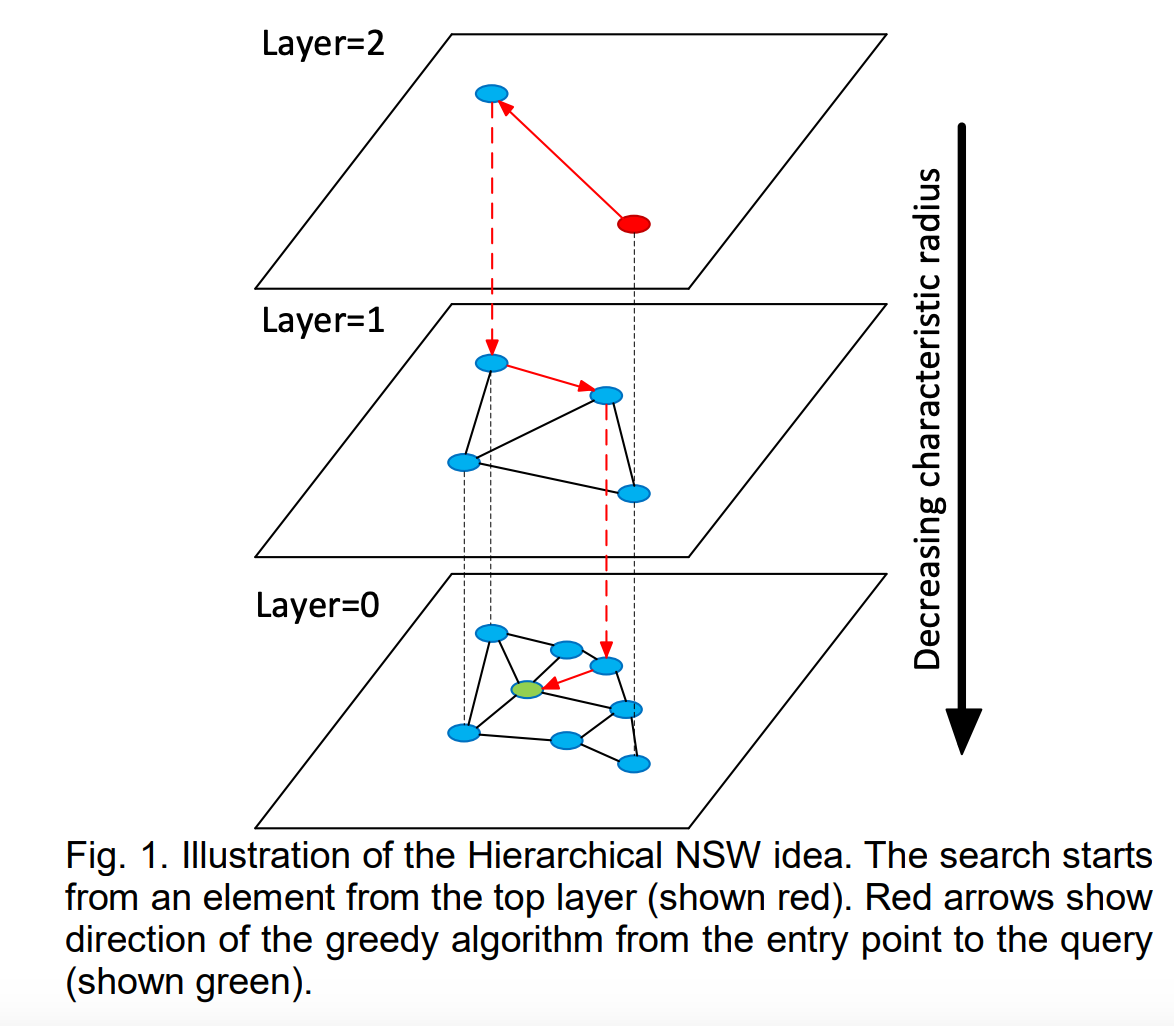 Layer=2
Layer=1
Layer=0
Decreasing characteristic radius
Fig. 1. Illustration of the Hierarchical NSW idea. The search starts
from an element from the top layer (shown red). Red arrows show
direction of the greedy algorithm from the entry point to the query
(shown green).